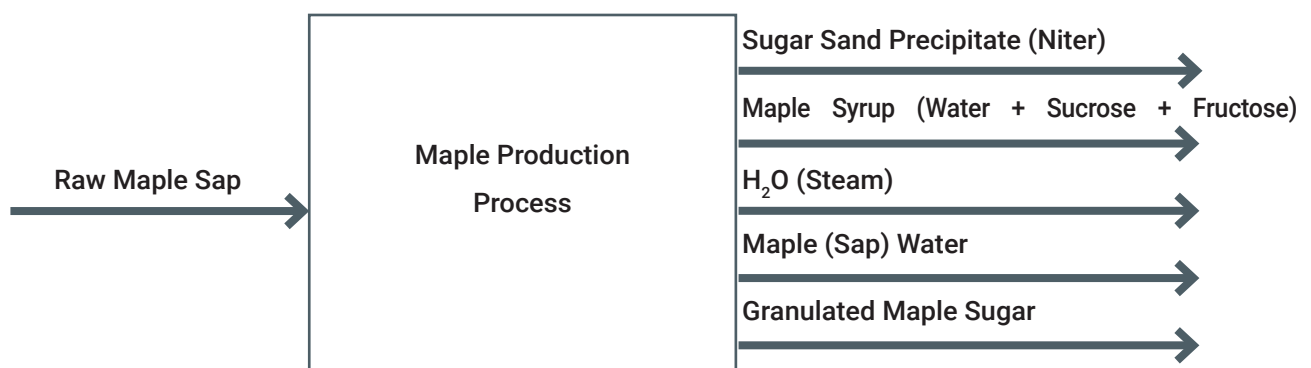 Sugar Sand Precipitate (Niter)
Maple Syrup (Water + Sucrose + Fructose)
Maple Production
Process
Raw Maple Sap
H₂O (Steam)
Maple (Sap) Water
Granulated Maple Sugar